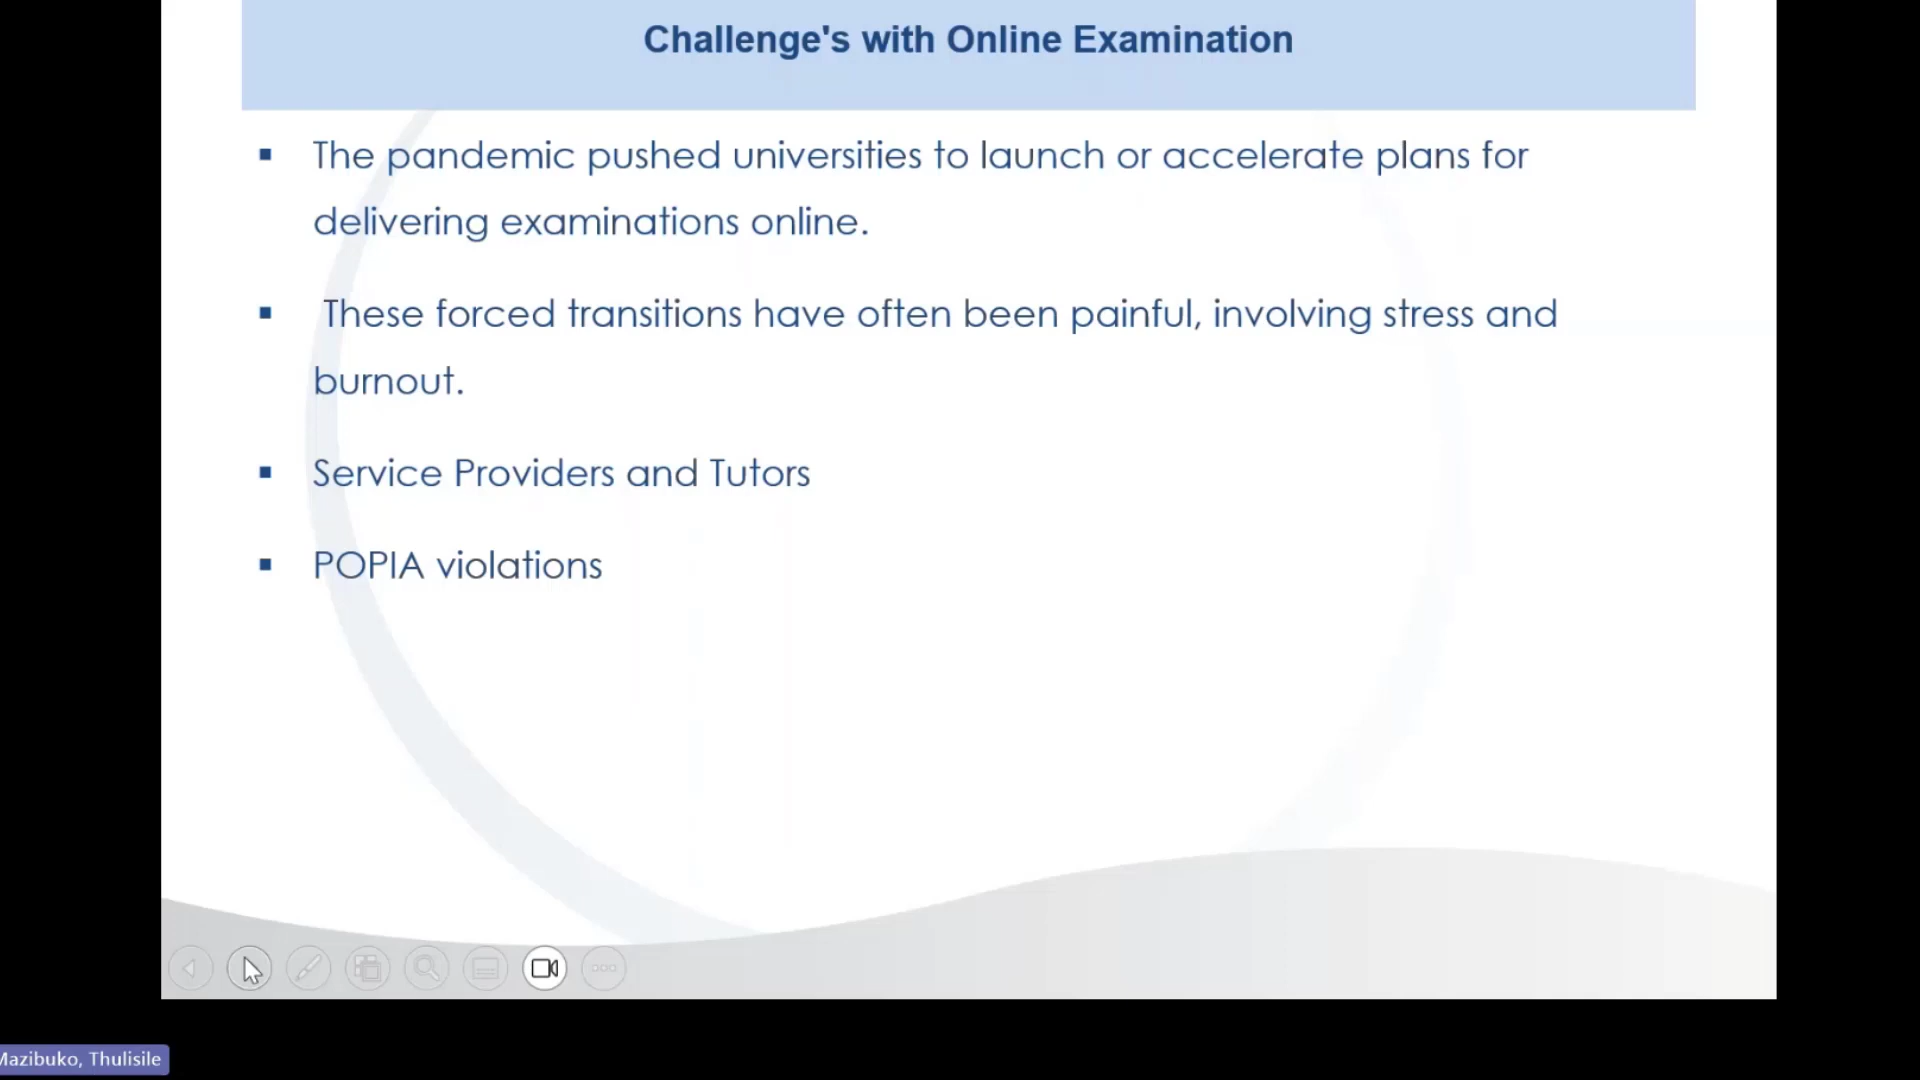 Challenge's with Online Examination
▪ The pandemic pushed universities to launch or accelerate plans for
delivering examinations online.
▪ These forced transitions have often been painful, involving stress and
burnout.
▪ Service Providers and Tutors
▪ POPIA violations
Mazibuko, Thulisile